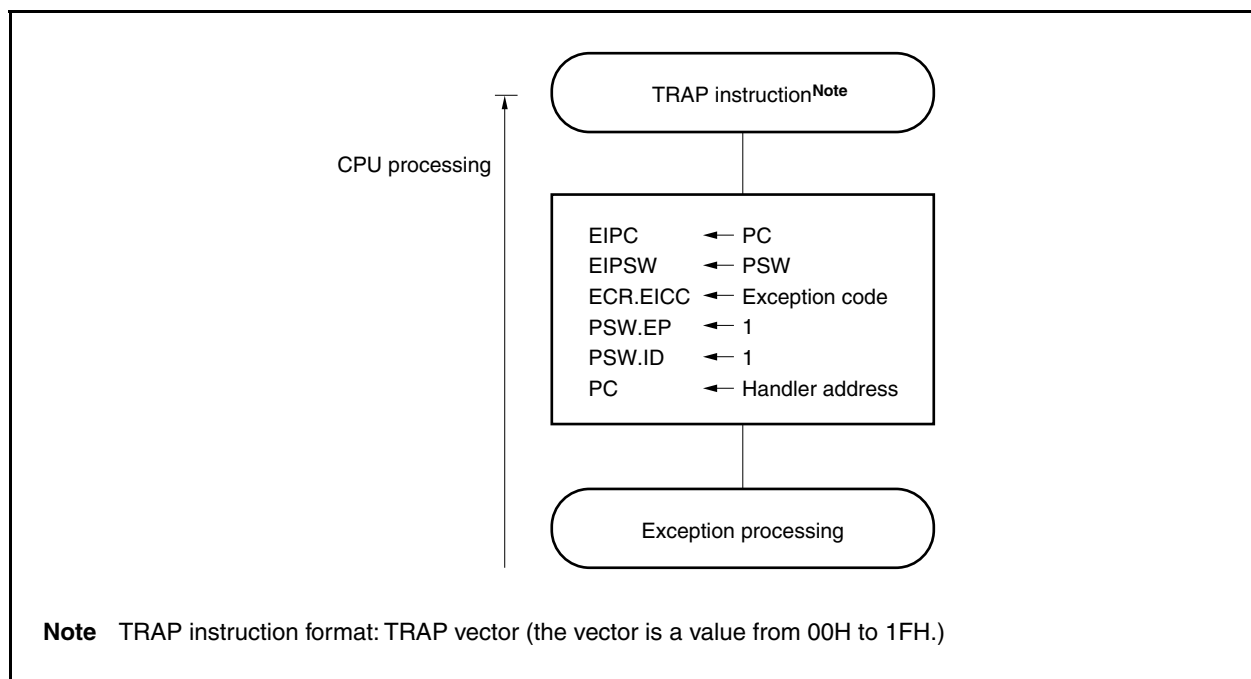 TRAP instructionNote
CPU processing
EIPC ← PC
EIPSW ← PSW
ECR.EICC ← Exception code
PSW.EP ← 1
PSW.ID ← 1
PC ← Handler address
Exception processing
Note TRAP instruction format: TRAP vector (the vector is a value from 00H to 1FH.)